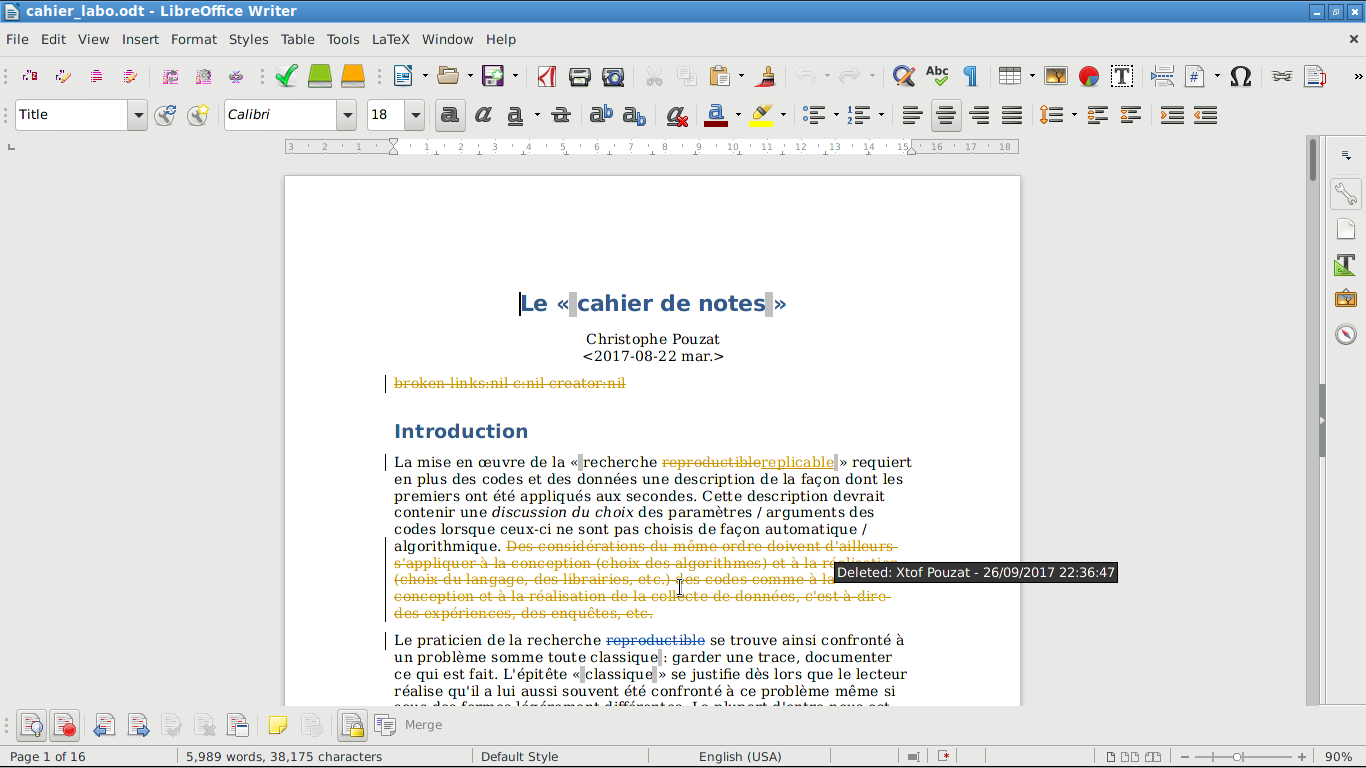 cahier_labo.odt - LibreOffice Writer
File Edit View Insert Format Styles Table Tools LaTeX Window Help
Title Calibri 18
3 2 1 1 2 3 4 5 6 7 8 9 10 11 12 13 14 15 16 17 18
Le « cahier de notes »
Christophe Pouzat
<2017-08-22 mar.>
broken-links:nil c:nil creator:nil
Introduction
La mise en œuvre de la « recherche reproductiblereplicable » requiert
en plus des codes et des données une description de la façon dont les
premiers ont été appliqués aux secondes. Cette description devrait
contenir une discussion du choix des paramètres / arguments des
codes lorsque ceux-ci ne sont pas choisis de façon automatique /
algorithmique. Des considérations du même ordre doivent d'ailleurs
s'appliquer à la conception (choix des algorithmes) et à la
Deleted: Xtof Pouzat - 26/09/2017 22:36:47
(choix du langage, des librairies, etc.) des codes comme à la
conception et à la réalisation de la collecte de données, c'est-à-dire
des expériences, des enquêtes, etc.
Le praticien de la recherche reproductible se trouve ainsi confronté à
un problème somme toute classique : garder une trace, documenter
ce qui est fait. L'épitête « classique » se justifie dès lors que le lecteur
réalise qu'il a lui aussi souvent été confronté à ce problème même si
Merge
Page 1 of 16 5,989 words, 38,175 characters Default Style English (USA) 90%